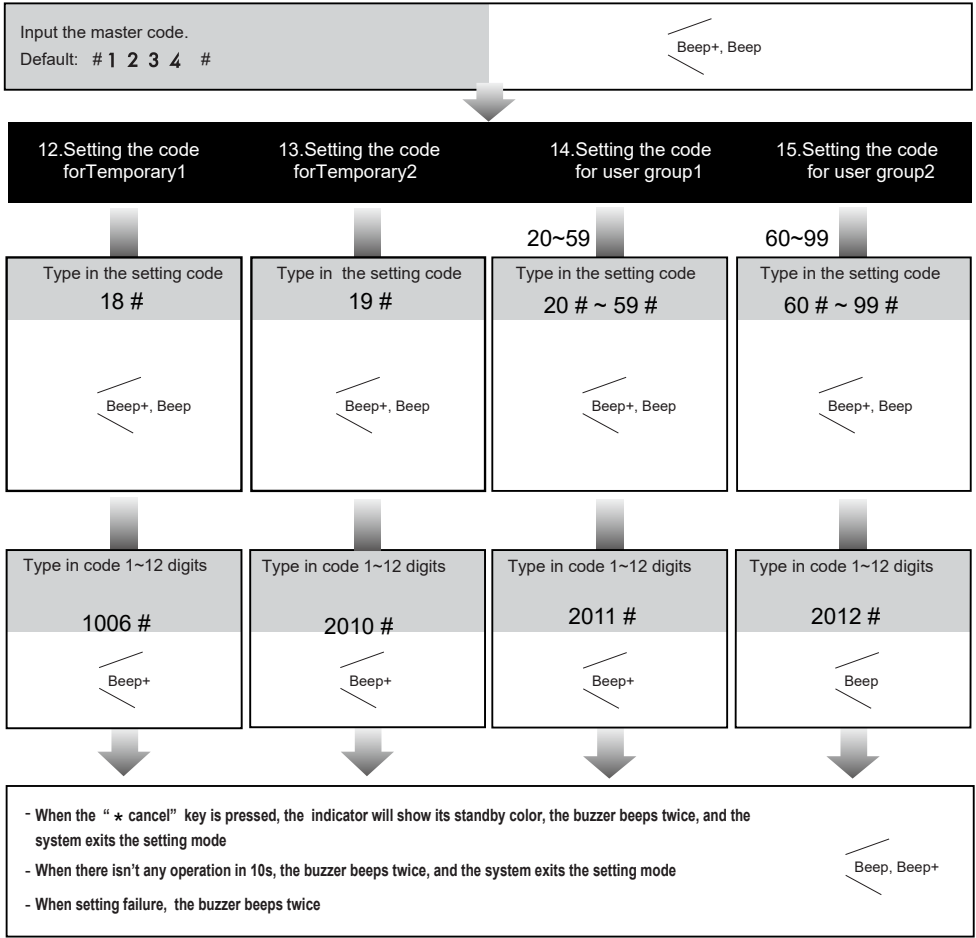 Input the master code.
Default: # 1 2 3 4 #
Beep+, Beep
12.Setting the code
forTemporary1
13.Setting the code
forTemporary2
14.Setting the code
for user group1
15.Setting the code
for user group2
20~59
60~99
Type in the setting code
18 #
Type in the setting code
19 #
Type in the setting code
20 # ~ 59 #
Type in the setting code
60 # ~ 99 #
Beep+, Beep
Beep+, Beep
Beep+, Beep
Beep+, Beep
Type in code 1~12 digits
1006 #
Type in code 1~12 digits
2010 #
Type in code 1~12 digits
2011 #
Type in code 1~12 digits
2012 #
Beep+
Beep+
Beep+
Beep
- When the “ * cancel” key is pressed, the indicator will show its standby color, the buzzer beeps twice, and the
system exits the setting mode
- When there isn’t any operation in 10s, the buzzer beeps twice, and the system exits the setting mode
- When setting failure, the buzzer beeps twice
Beep, Beep+